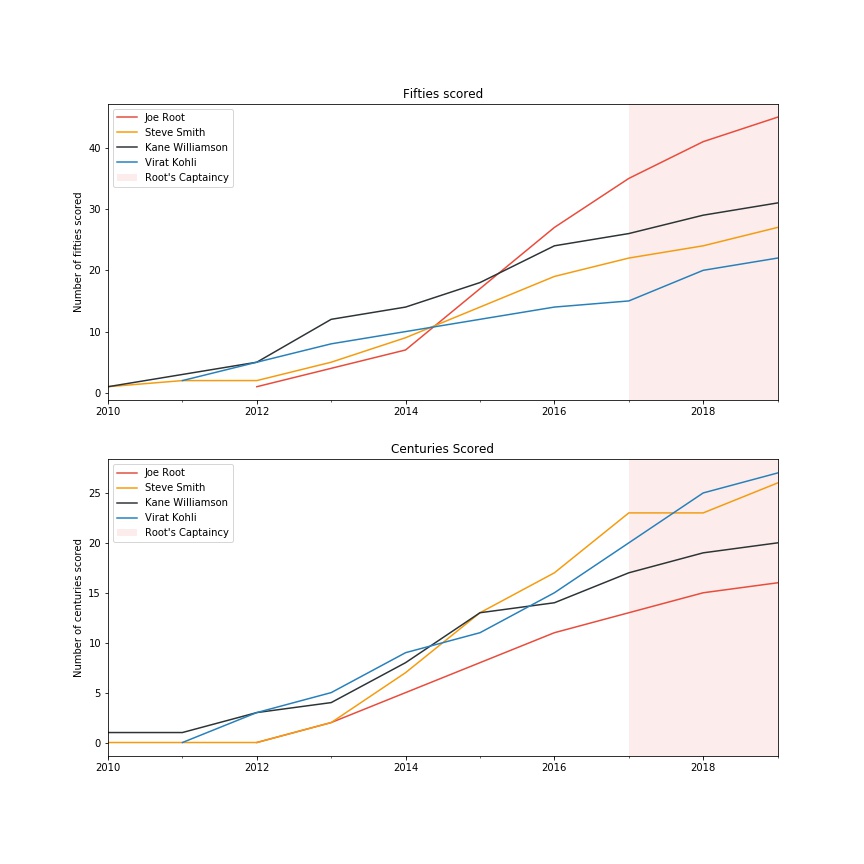 Fifties scored
Joe Root
Steve Smith
Kane Williamson
Virat Kohli
Root's Captaincy
Number of fifties scored
40
30
20
10
0
2010 2012 2014 2016 2018
Centuries Scored
Joe Root
Steve Smith
Kane Williamson
Virat Kohli
Root's Captaincy
Number of centuries scored
25
20
15
10
5
0
2010 2012 2014 2016 2018